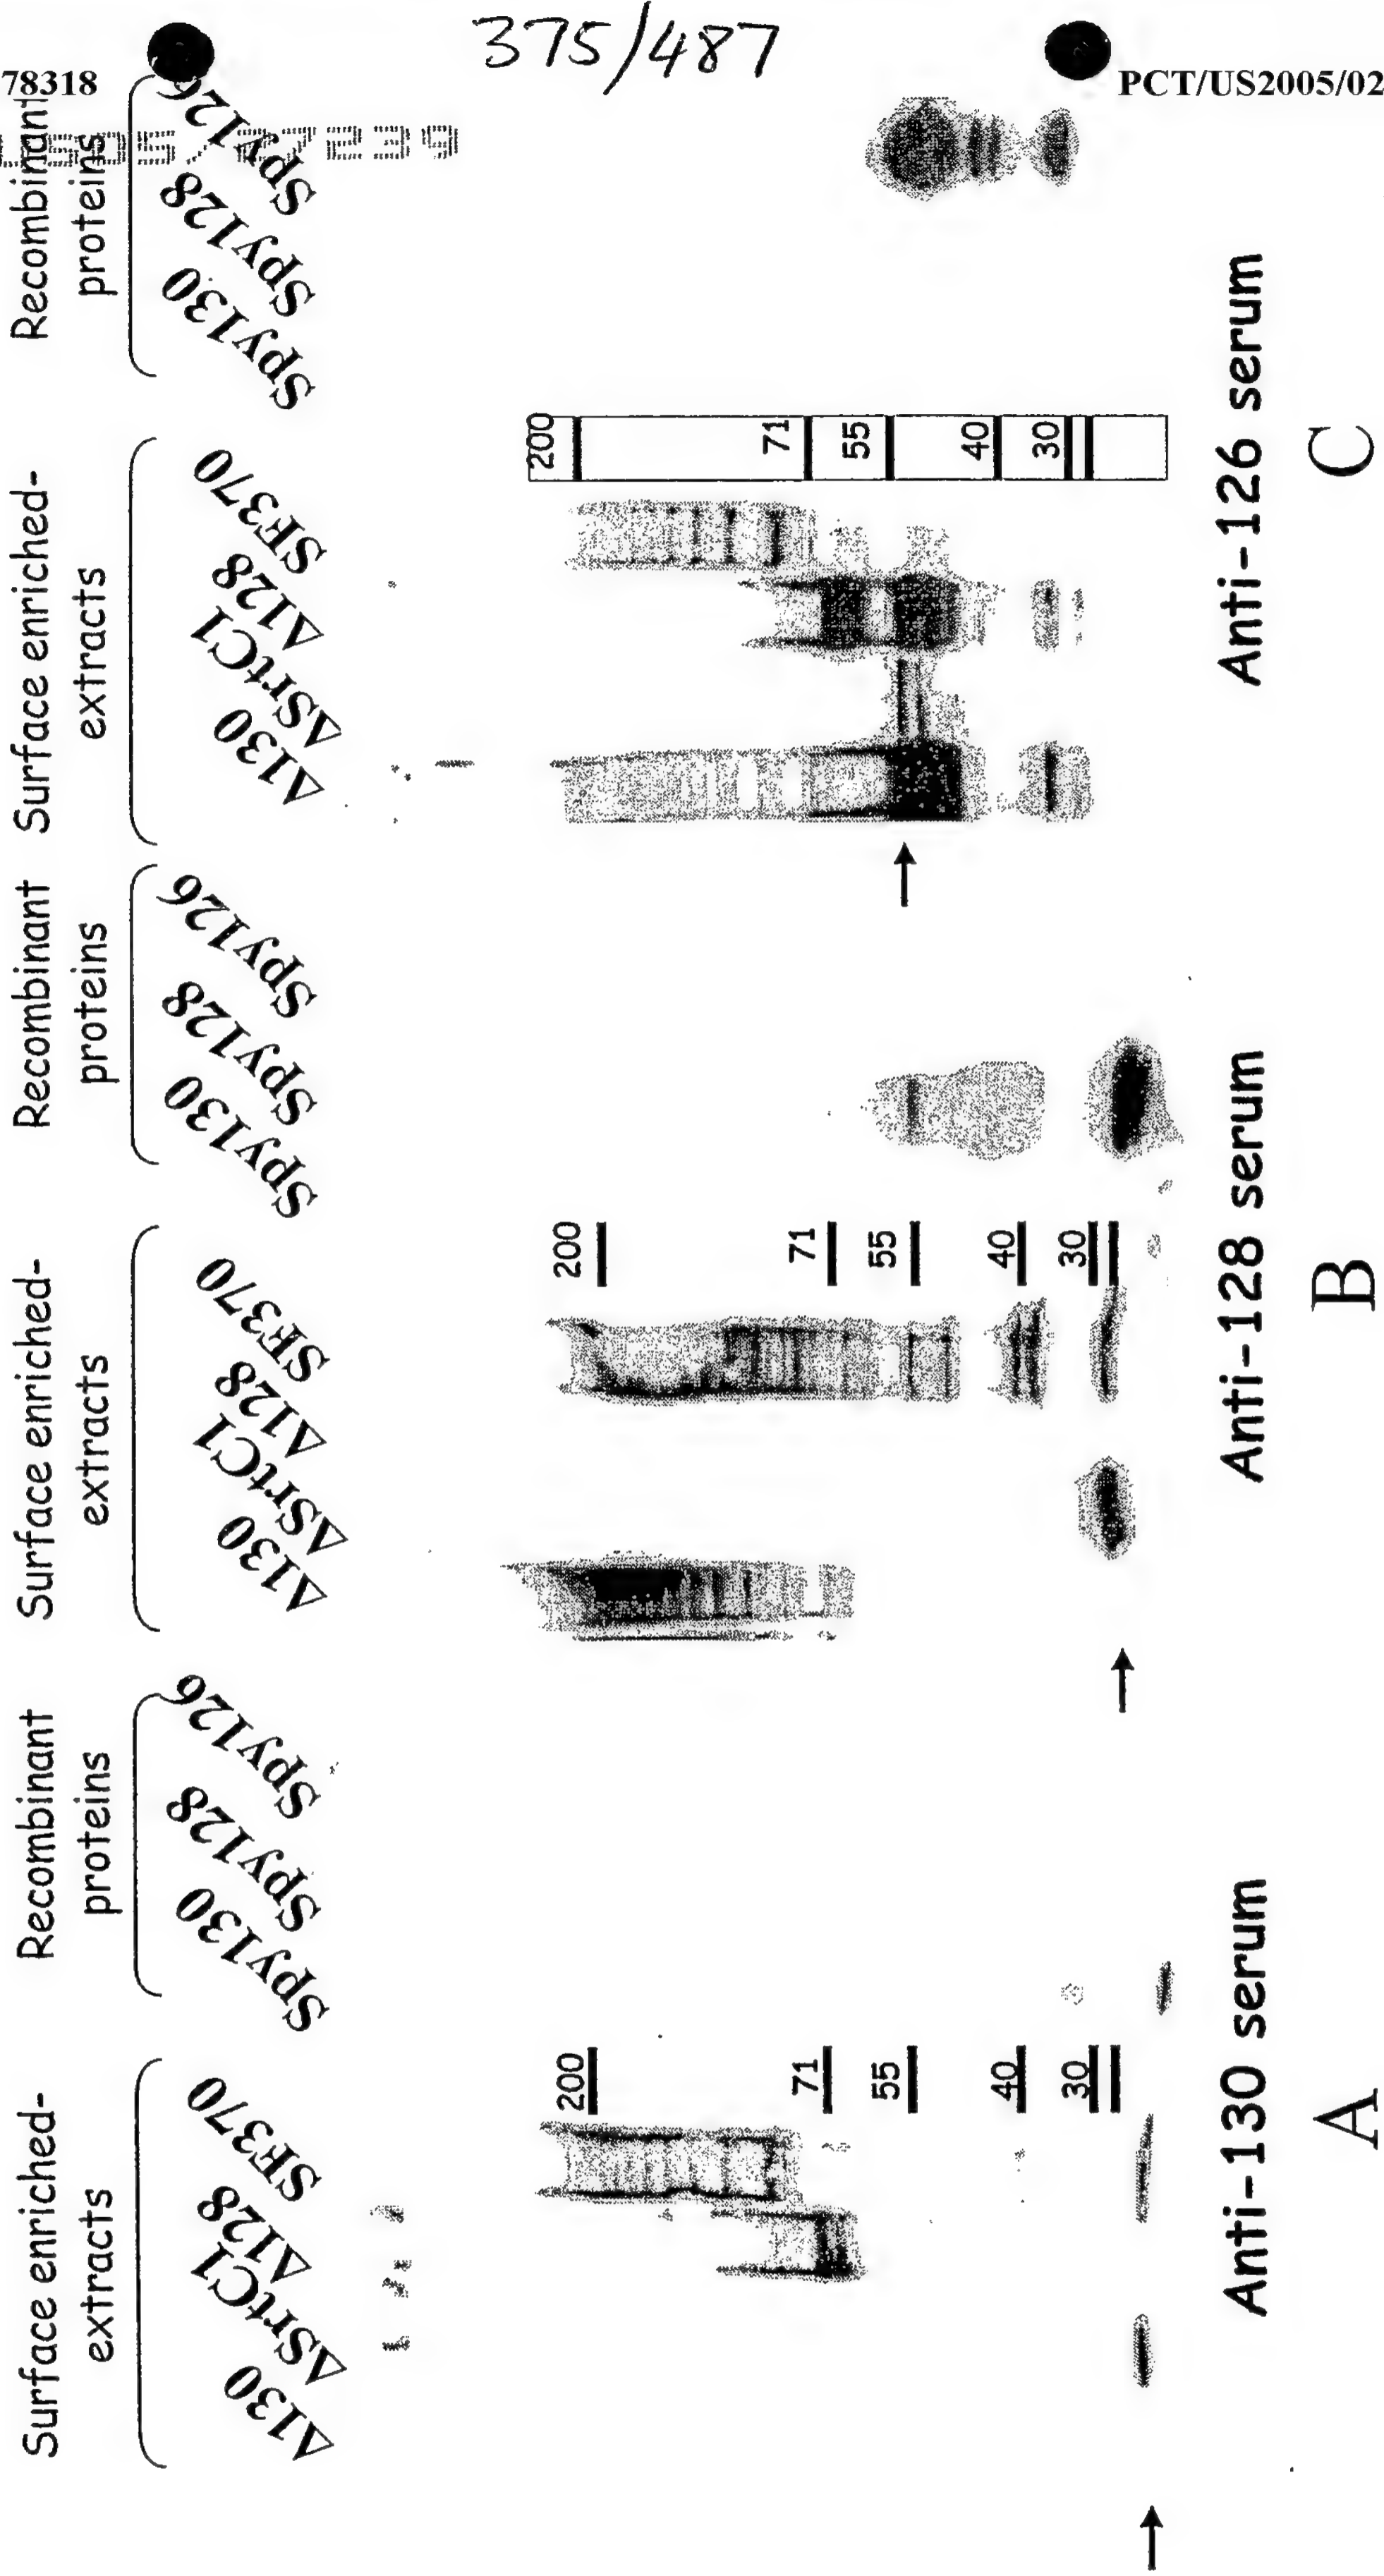 375/487
78318
PCT/US2005/02
Surface enriched-
extracts
Recombinant
proteins
Δ130
ΔSrtC1
Δ128
SF370
Spy130
Spy128
Spy126
200
71
55
40
30
Anti-130 serum
A
Surface enriched-
extracts
Recombinant
proteins
Δ130
ΔSrtC1
Δ128
SF370
Spy130
Spy128
Spy126
200
71
55
40
30
Anti-128 serum
B
Surface enriched-
extracts
Recombinant
proteins
Δ130
ΔSrtC1
Δ128
SF370
Spy130
Spy128
Spy126
200
71
55
40
30
Anti-126 serum
C